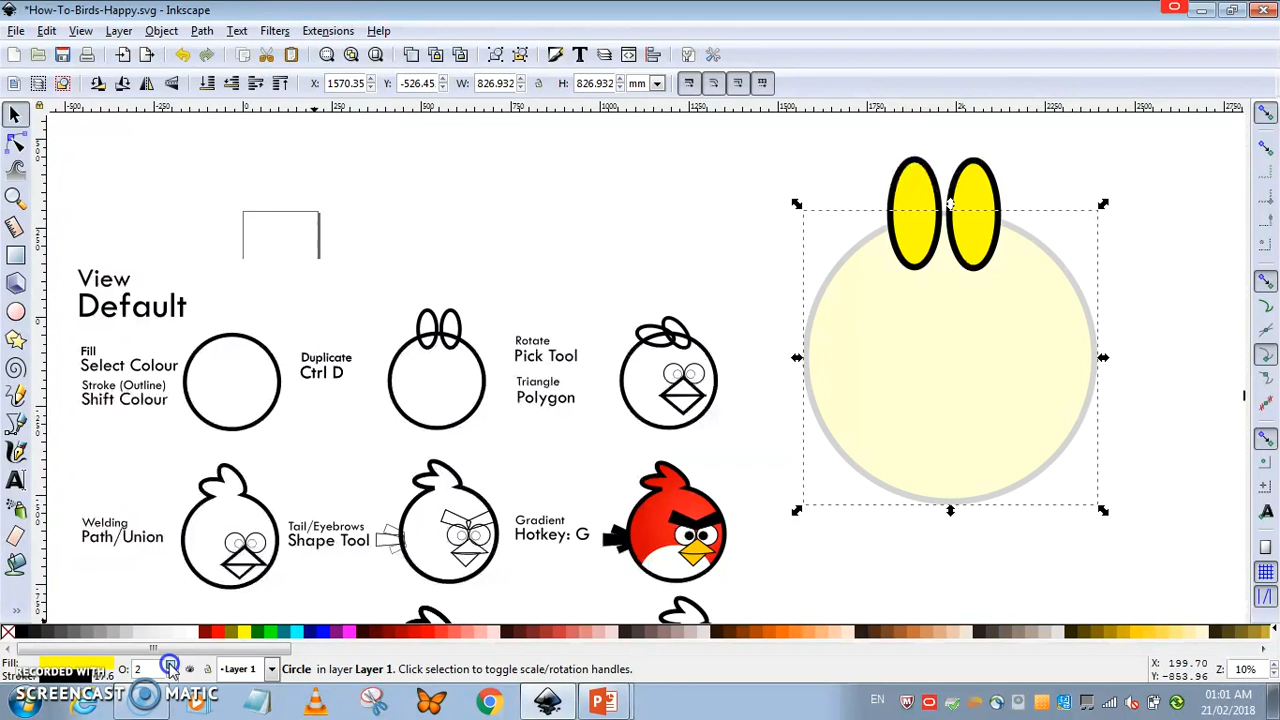 *How-To-Birds-Happy.svg - Inkscape
File Edit View Layer Object Path Text Filters Extensions Help
X: 1570.35 Y: -526.45 W: 826.932 H: 826.932 mm
View
Default
Fill
Select Colour
Stroke (Outline)
Shift Colour
Duplicate
Ctrl D
Rotate
Pick Tool
Triangle
Polygon
Welding
Path/Union
Tail/Eyebrows
Shape Tool
Gradient
Hotkey: G
Fill:
O: 2
Layer 1
Circle in layer Layer 1. Click selection to toggle scale/rotation handles.
X: 199.70
Y: -853.96
Z: 10%
Stroke:
RECORDED WITH
SCREENCAST MATIC
EN
01:01 AM
21/02/2018